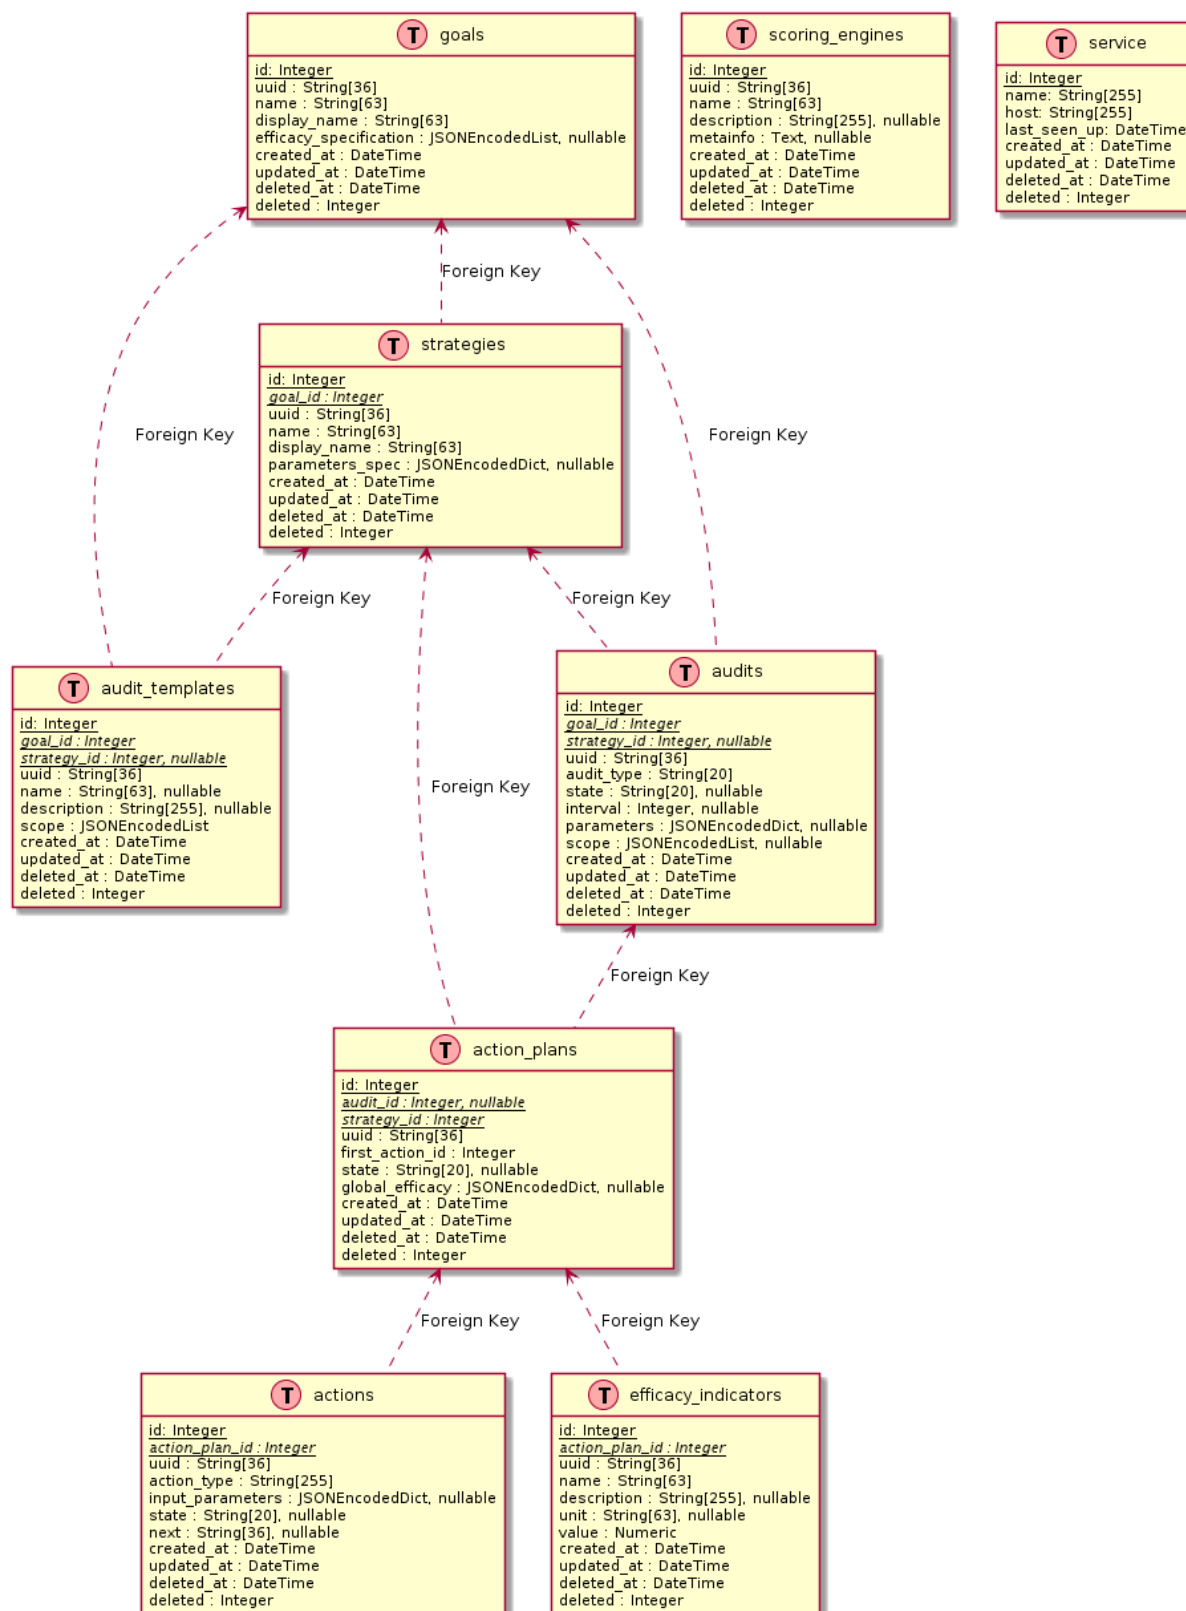 T goals
id: Integer
uuid : String[36]
name : String[63]
display_name : String[63]
efficacy_specification : JSONEncodedList, nullable
created_at : DateTime
updated_at : DateTime
deleted_at : DateTime
deleted : Integer
T scoring_engines
id: Integer
uuid : String[36]
name : String[63]
description : String[255], nullable
metainfo : Text, nullable
created_at : DateTime
updated_at : DateTime
deleted_at : DateTime
deleted : Integer
T service
id: Integer
name: String[255]
host: String[255]
last_seen_up: DateTime
created_at : DateTime
updated_at : DateTime
deleted_at : DateTime
deleted : Integer
Foreign Key
T strategies
id: Integer
goal_id : Integer
uuid : String[36]
name : String[63]
display_name : String[63]
parameters_spec : JSONEncodedDict, nullable
created_at : DateTime
updated_at : DateTime
deleted_at : DateTime
deleted : Integer
Foreign Key
Foreign Key
Foreign Key
Foreign Key
T audit_templates
id: Integer
goal_id : Integer
strategy_id : Integer, nullable
uuid : String[36]
name : String[63], nullable
description : String[255], nullable
scope : JSONEncodedList
created_at : DateTime
updated_at : DateTime
deleted_at : DateTime
deleted : Integer
Foreign Key
T audits
id: Integer
goal_id : Integer
strategy_id : Integer, nullable
uuid : String[36]
audit_type : String[20]
state : String[20], nullable
interval : Integer, nullable
parameters : JSONEncodedDict, nullable
scope : JSONEncodedList, nullable
created_at : DateTime
updated_at : DateTime
deleted_at : DateTime
deleted : Integer
Foreign Key
T action_plans
id: Integer
audit_id : Integer, nullable
strategy_id : Integer
uuid : String[36]
first_action_id : Integer
state : String[20], nullable
global_efficacy : JSONEncodedDict, nullable
created_at : DateTime
updated_at : DateTime
deleted_at : DateTime
deleted : Integer
Foreign Key
Foreign Key
T actions
id: Integer
action_plan_id : Integer
uuid : String[36]
action_type : String[255]
input_parameters : JSONEncodedDict, nullable
state : String[20], nullable
next : String[36], nullable
created_at : DateTime
updated_at : DateTime
deleted_at : DateTime
deleted : Integer
T efficacy_indicators
id: Integer
action_plan_id : Integer
uuid : String[36]
name : String[63]
description : String[255], nullable
unit : String[63], nullable
value : Numeric
created_at : DateTime
updated_at : DateTime
deleted_at : DateTime
deleted : Integer